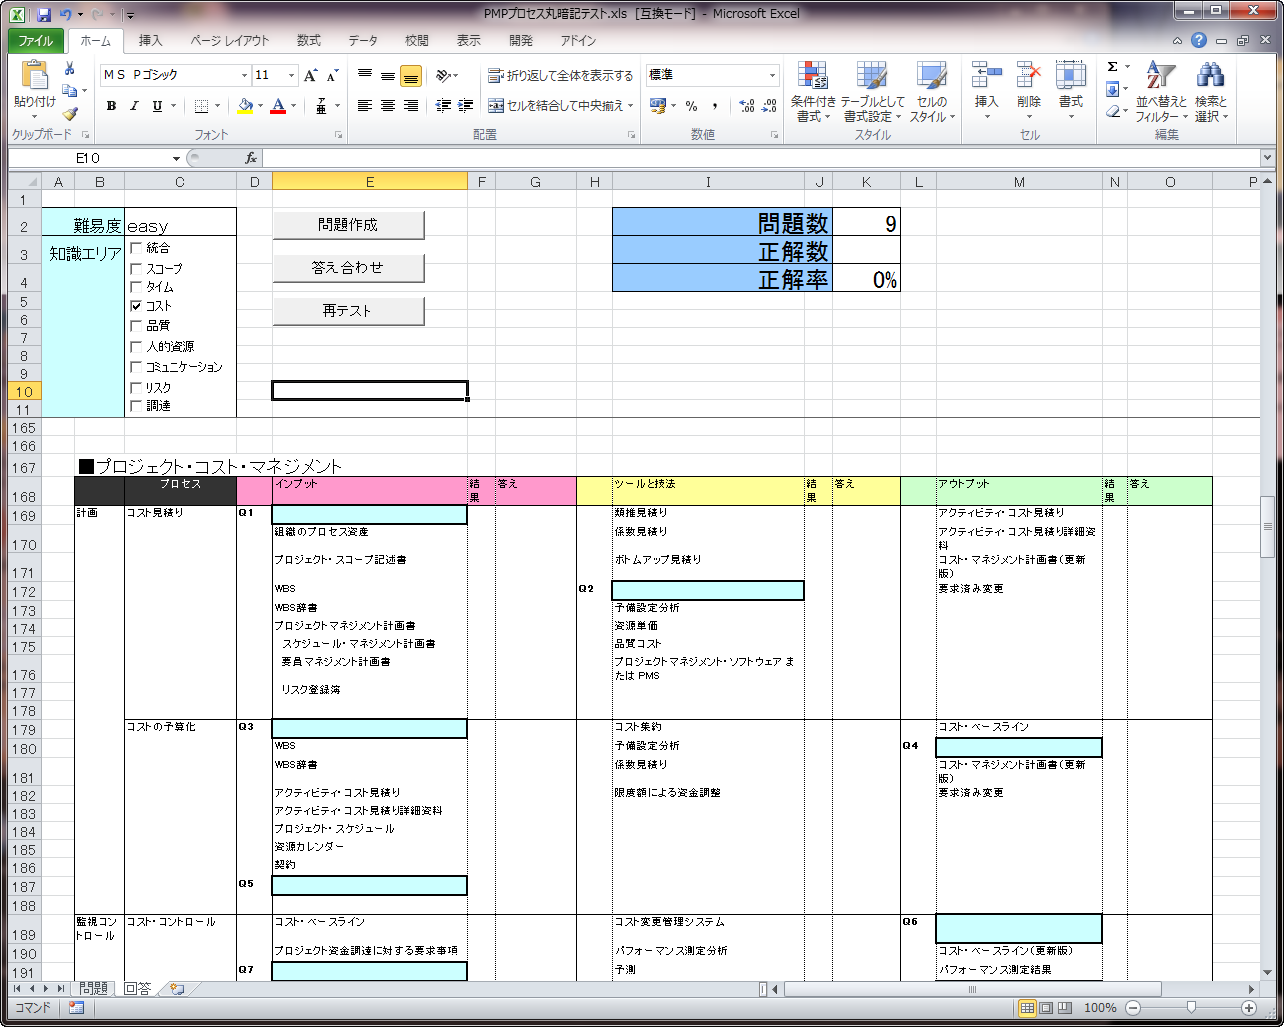 PMPプロセス丸暗記テスト.xls [互換モード] - Microsoft Excel
ファイル ホーム 挿入 ページ レイアウト 数式 データ 校閲 表示 開発 アドイン
貼り付け
クリップボード
ＭＳ Ｐゴシック 11
B I U
フォント
折り返して全体を表示する
セルを結合して中央揃え
配置
標準
% ,
数値
条件付き書式
テーブルとして書式設定
セルのスタイル
スタイル
挿入 削除 書式
セル
Σ
並べ替えとフィルター
検索と選択
編集
E10 fx
A B C D E F G H I J K L M N O P
1
2 難易度 easy 問題作成 問題数 9
3 知識エリア 統合 正解数
スコープ 答え合わせ
4 タイム 正解率 0%
5 コスト 再テスト
6 品質
7
8 人的資源
9 コミュニケーション
10 リスク
11 調達
165
166
167 ■プロジェクト・コスト・マネジメント
168 プロセス インプット 結果 答え ツールと技法 結果 答え アウトプット 結果 答え
169 計画 コスト見積り Q1 類推見積り アクティビティ・コスト見積り
170 組織のプロセス資産 係数見積り アクティビティ・コスト見積り詳細資料
171 プロジェクト・スコープ記述書 ボトムアップ見積り コスト・マネジメント計画書（更新版）
172 WBS Q2 要求済み変更
173 WBS辞書 予備設定分析
174 プロジェクトマネジメント計画書 資源単価
175 スケジュール・マネジメント計画書 品質コスト
176 要員マネジメント計画書 プロジェクトマネジメント・ソフトウェア または PMS
177 リスク登録簿
178
179 コストの予算化 Q3 コスト集約 コスト・ベースライン
180 WBS 予備設定分析 Q4
181 WBS辞書 係数見積り コスト・マネジメント計画書（更新版）
182 アクティビティ・コスト見積り 限度額による資金調整 要求済み変更
183 アクティビティ・コスト見積り詳細資料
184 プロジェクト・スケジュール
185 資源カレンダー
186 契約
187 Q5
188
189 監視コントロール コスト・コントロール コスト・ベースライン コスト変更管理システム Q6
190 プロジェクト資金調達に対する要求事項 パフォーマンス測定分析 コスト・ベースライン（更新版）
191 Q7 予測 パフォーマンス測定結果
問題 回答
コマンド 100%